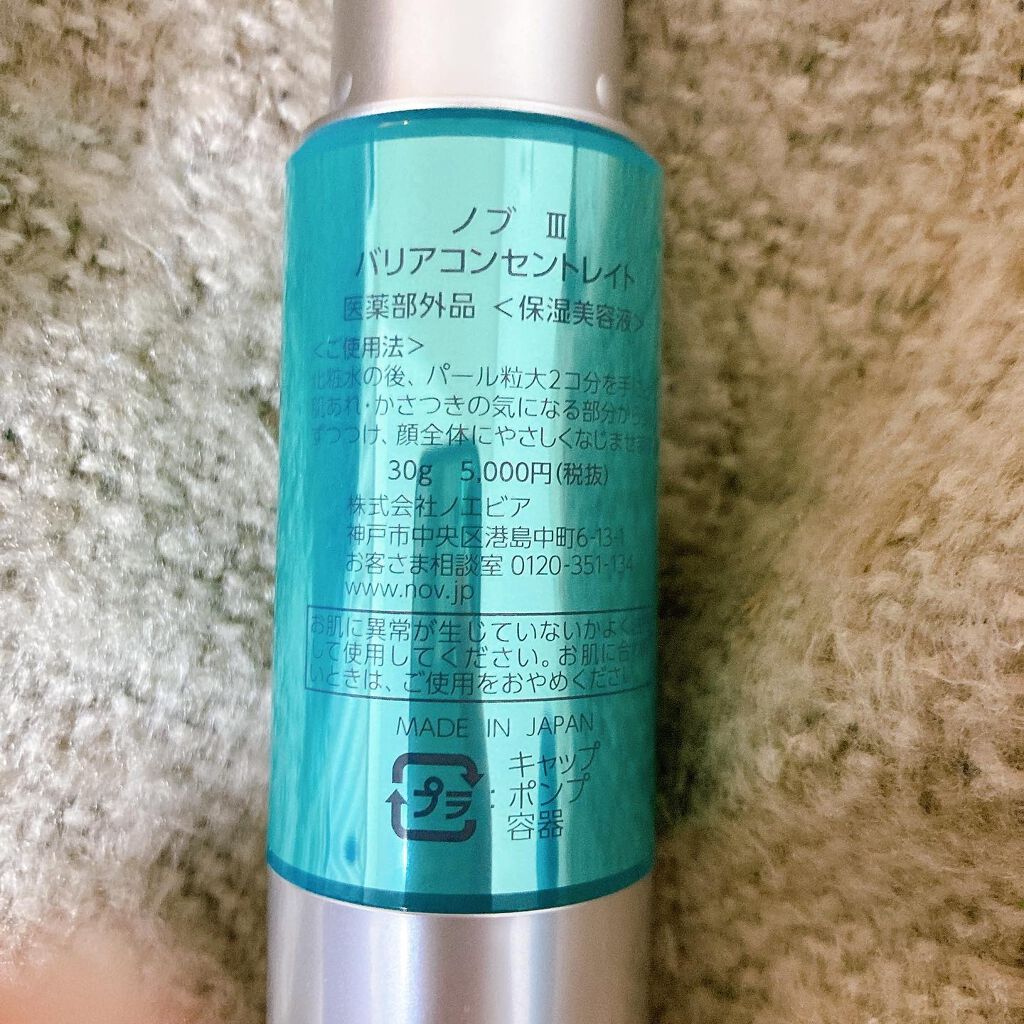 ノブ Ⅲ
バリアコンセントレイト
医薬部外品 <保湿美容液>
<ご使用法>
化粧水の後、パール粒大2コ分を手に
肌あれ・かさつきの気になる部分から
ずつつけ、顔全体にやさしくなじませ
30g 5,000円(税抜)
株式会社ノエビア
神戸市中央区港島中町6-13-1
お客さま相談室 0120-351-134
www.nov.jp
お肌に異常が生じていないかよく
して使用してください。お肌に合わ
いときは、ご使用をおやめください
MADE IN JAPAN
プラ : キャップ
ポンプ
容器